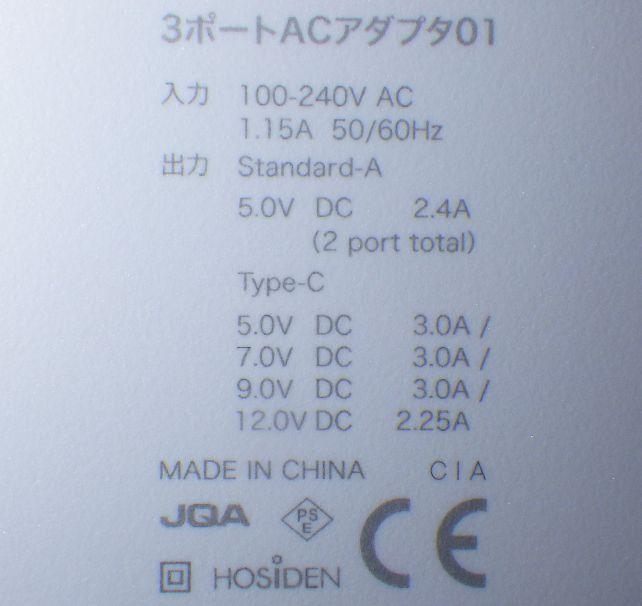 3ポートACアダプタ01
入力 100-240V AC
1.15A 50/60Hz
出力 Standard-A
5.0V DC 2.4A
(2 port total)
Type-C
5.0V DC 3.0A /
7.0V DC 3.0A /
9.0V DC 3.0A /
12.0V DC 2.25A
MADE IN CHINA C I A
JQA PS E CE
HOSiDEN